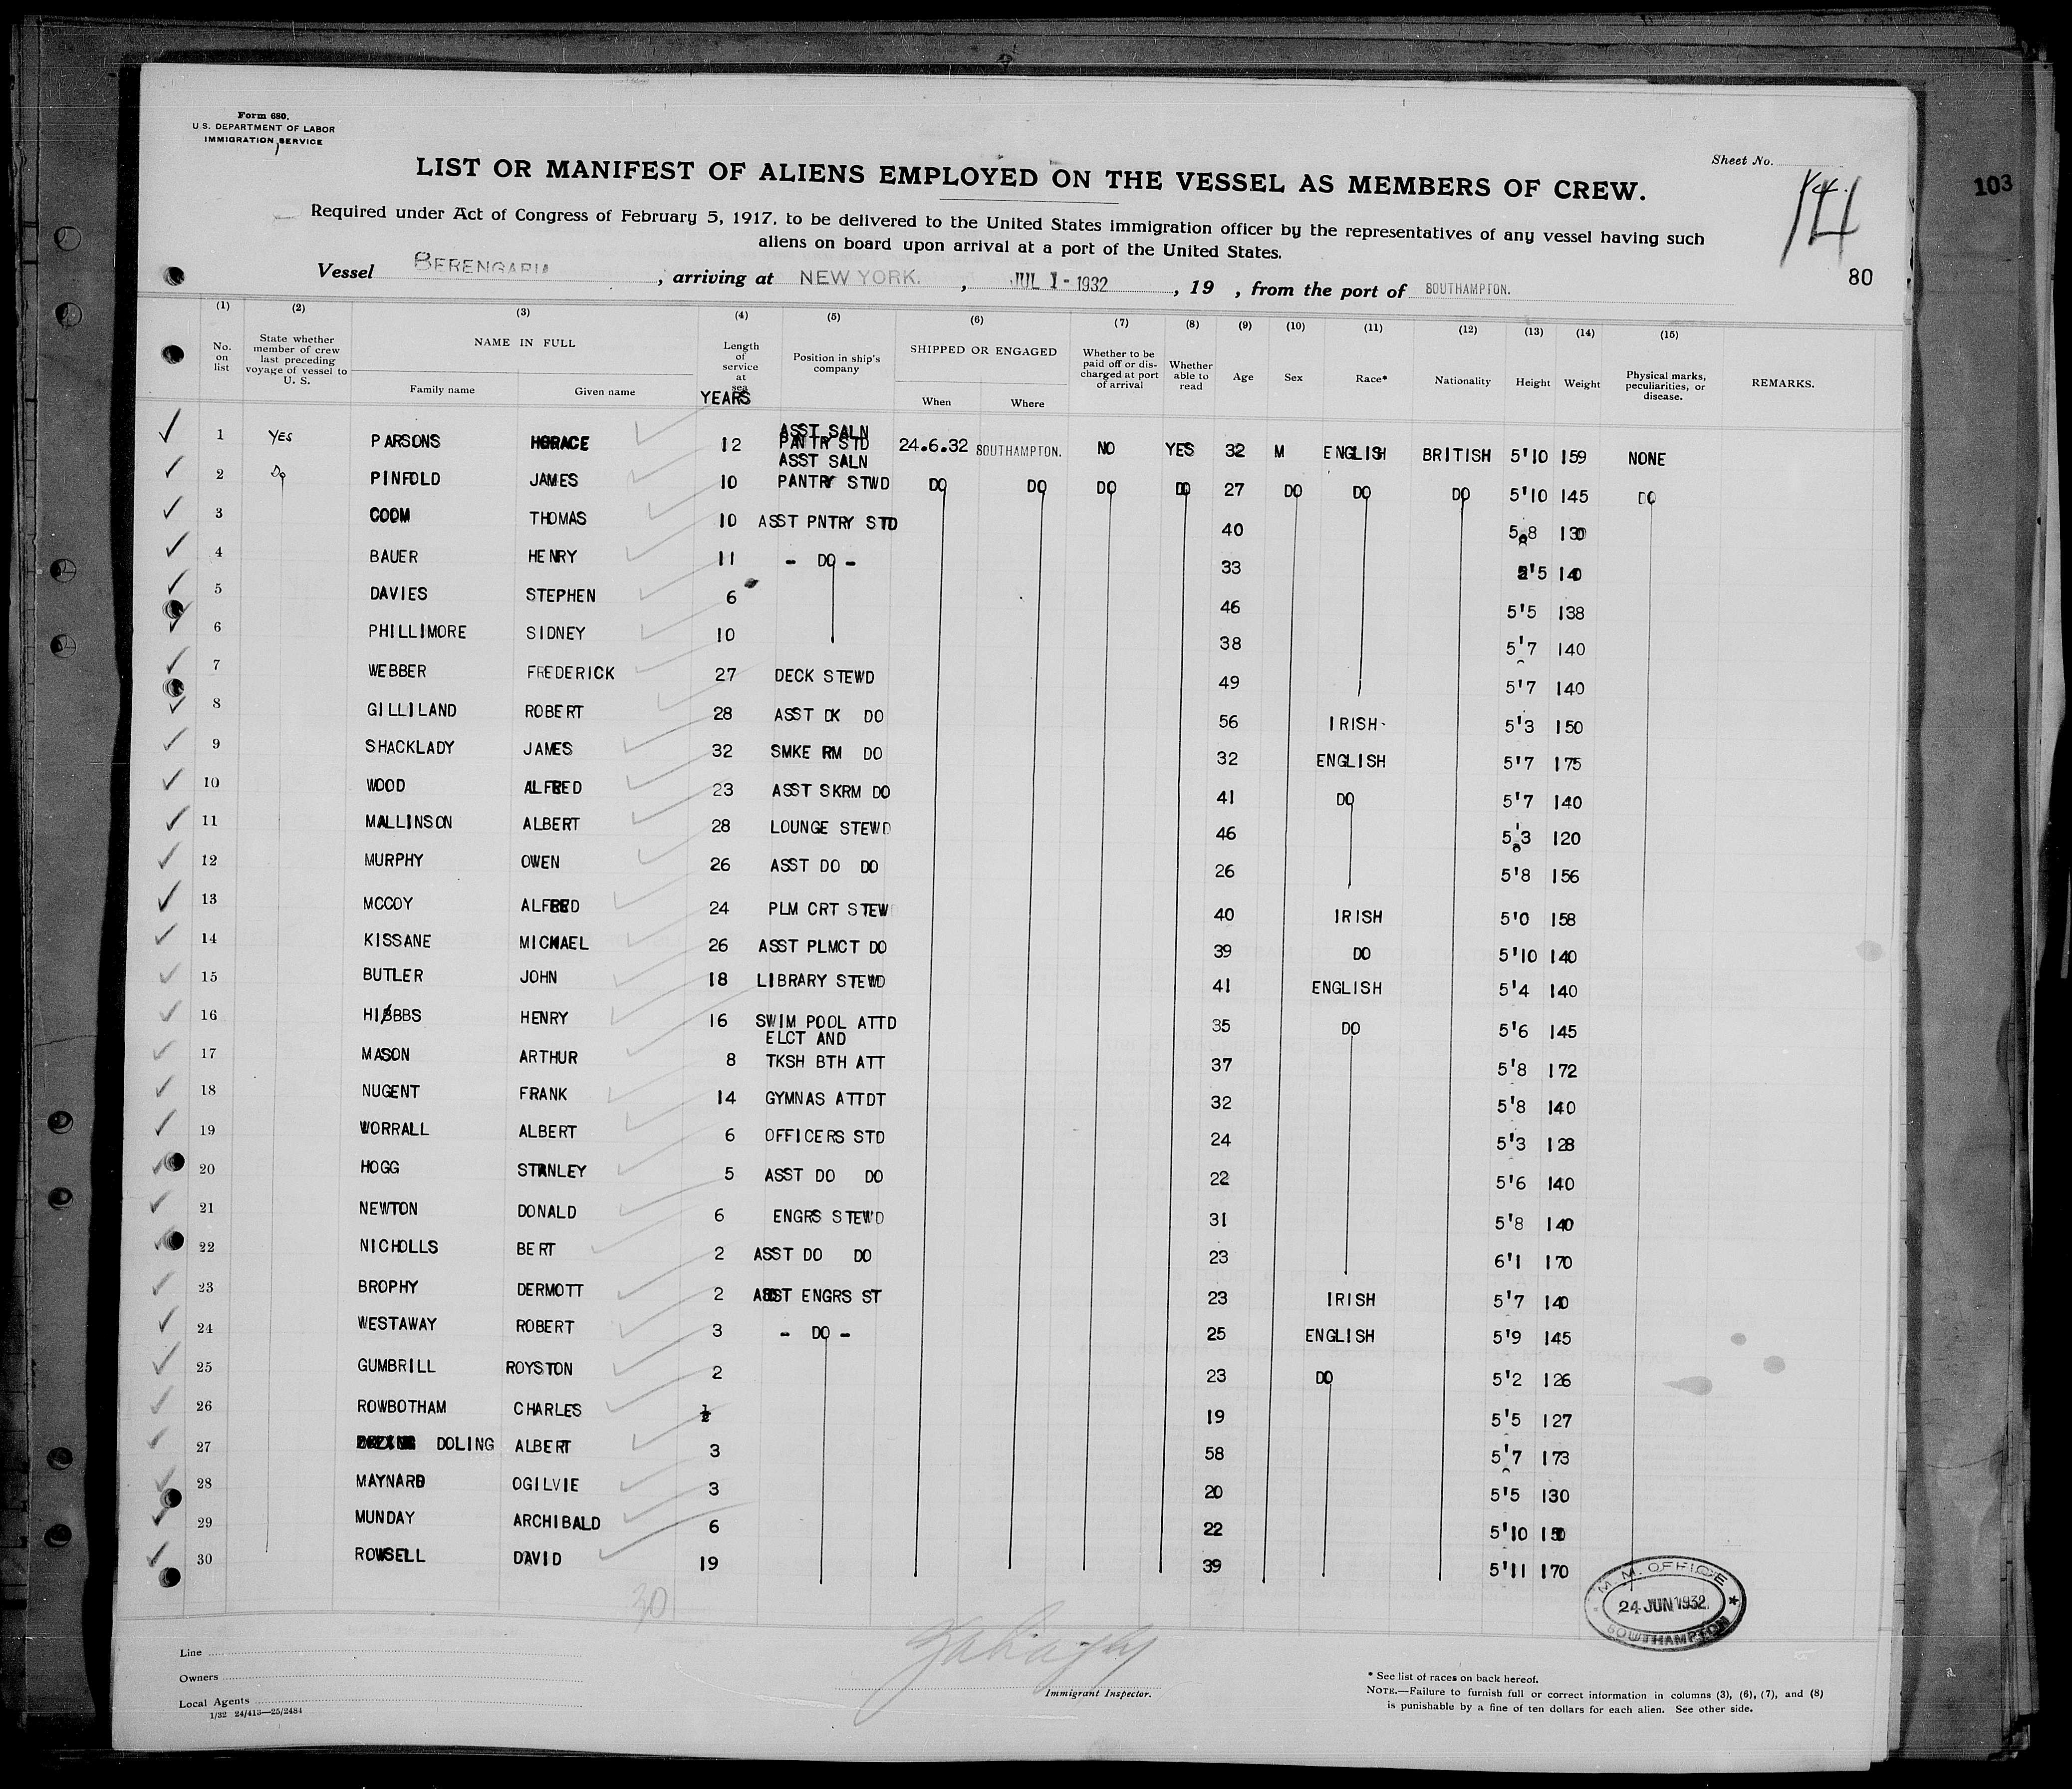 Form 680.
U.S. DEPARTMENT OF LABOR
IMMIGRATION SERVICE
Sheet No.
14
103
LIST OR MANIFEST OF ALIENS EMPLOYED ON THE VESSEL AS MEMBERS OF CREW.
Required under Act of Congress of February 5, 1917, to be delivered to the United States immigration officer by the representatives of any vessel having such
aliens on board upon arrival at a port of the United States.
80
Vessel BERENGARIA, arriving at NEW YORK. , JUL 1 - 1932 , 19 , from the port of SOUTHAMPTON.
(1) (2) (3) (4) (5) (6) (7) (8) (9) (10) (11) (12) (13) (14) (15)
No. on list State whether member of crew last preceding voyage of vessel to U. S. NAME IN FULL Family name Given name Length of service at sea YEARS Position in ship's company SHIPPED OR ENGAGED When Where Whether to be paid off or discharged at port of arrival Whether able to read Age Sex Race* Nationality Height Weight Physical marks, peculiarities, or disease. REMARKS.
1 YES PARSONS HORACE 12 ASST SALN PANTR STD 24.6.32 SOUTHAMPTON. NO YES 32 M ENGLISH BRITISH 5'10 159 NONE
2 Do PINFOLD JAMES 10 ASST SALN PANTRY STWD DO DO DO DO 27 DO DO DO 5'10 145 DO
3 COOM THOMAS 10 ASST PNTRY STD 40 5 8 130
4 BAUER HENRY 11 - DO - 33 '5 140
5 DAVIES STEPHEN 6 46 5'5 138
6 PHILLIMORE SIDNEY 10 38 5'7 140
7 WEBBER FREDERICK 27 DECK STEWD 49 5'7 140
8 GILLILAND ROBERT 28 ASST DK DO 56 IRISH- 5'3 150
9 SHACKLADY JAMES 32 SMKE RM DO 32 ENGLISH 5'7 175
10 WOOD ALFRED 23 ASST SKRM DO 41 DO 5'7 140
11 MALLINSON ALBERT 28 LOUNGE STEWD 46 5'3 120
12 MURPHY OWEN 26 ASST DO DO 26 5'8 156
13 MCCOY ALFRED 24 PLM CRT STEW 40 IRISH 5'0 158
14 KISSANE MICHAEL 26 ASST PLMCT DO 39 DO 5'10 140
15 BUTLER JOHN 18 LIBRARY STEWD 41 ENGLISH 5'4 140
16 HIBBBS HENRY 16 SWIM POOL ATTD 35 DO 5'6 145
17 MASON ARTHUR 8 ELCT AND TKSH BTH ATT 37 5'8 172
18 NUGENT FRANK 14 GYMNAS ATTDT 32 5'8 140
19 WORRALL ALBERT 6 OFFICERS STD 24 5'3 128
20 HOGG STANLEY 5 ASST DO DO 22 5'6 140
21 NEWTON DONALD 6 ENGRS STEWD 31 5'8 140
22 NICHOLLS BERT 2 ASST DO DO 23 6'1 170
23 BROPHY DERMOTT 2 ASST ENGRS ST 23 IRISH 5'7 140
24 WESTAWAY ROBERT 3 - DO - 25 ENGLISH 5'9 145
25 GUMBRILL ROYSTON 2 23 DO 5'2 126
26 ROWBOTHAM CHARLES 1/2 19 5'5 127
27 DOLING ALBERT 3 58 5'7 173
28 MAYNARD OGILVIE 3 20 5'5 130
29 MUNDAY ARCHIBALD 6 22 5'10 150
30 ROWSELL DAVID 19 39 5'11 170
30
M. M. OFFICE
24 JUN 1932
SOUTHAMPTON
Line
Owners
Local Agents
1/32 24/413—25/2484
Immigrant Inspector.
* See list of races on back hereof.
NOTE.—Failure to furnish full or correct information in columns (3), (6), (7), and (8)
is punishable by a fine of ten dollars for each alien. See other side.